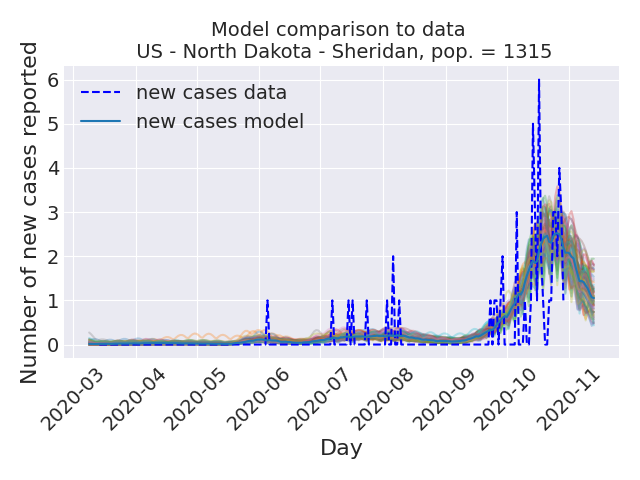 Model comparison to data
US - North Dakota - Sheridan, pop. = 1315
Number of new cases reported
6
5
4
3
2
1
0
new cases data
new cases model
2020-03
2020-04
2020-05
2020-06
2020-07
2020-08
2020-09
2020-10
2020-11
Day